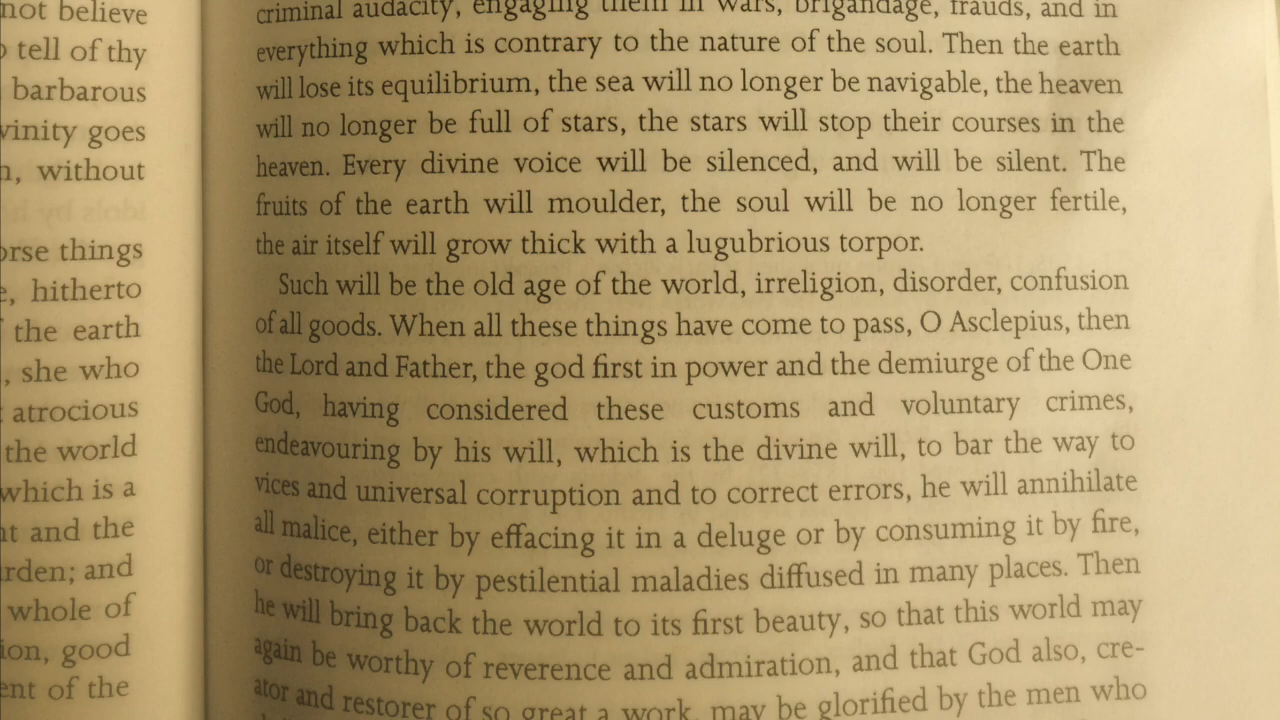 not believe
tell of thy
barbarous
vinity goes
without
orse things
hitherto
the earth
, she who
atrocious
the world
which is a
nt and the
rden; and
whole of
ion, good
ent of the
criminal audacity, engaging them in wars, brigandage, frauds, and in
everything which is contrary to the nature of the soul. Then the earth
will lose its equilibrium, the sea will no longer be navigable, the heaven
will no longer be full of stars, the stars will stop their courses in the
heaven. Every divine voice will be silenced, and will be silent. The
fruits of the earth will moulder, the soul will be no longer fertile,
the air itself will grow thick with a lugubrious torpor.
Such will be the old age of the world, irreligion, disorder, confusion
of all goods. When all these things have come to pass, O Asclepius, then
the Lord and Father, the god first in power and the demiurge of the One
God, having considered these customs and voluntary crimes,
endeavouring by his will, which is the divine will, to bar the way to
vices and universal corruption and to correct errors, he will annihilate
all malice, either by effacing it in a deluge or by consuming it by fire,
or destroying it by pestilential maladies diffused in many places. Then
he will bring back the world to its first beauty, so that this world may
again be worthy of reverence and admiration, and that God also, cre-
ator and restorer of so great a work, may be glorified by the men who